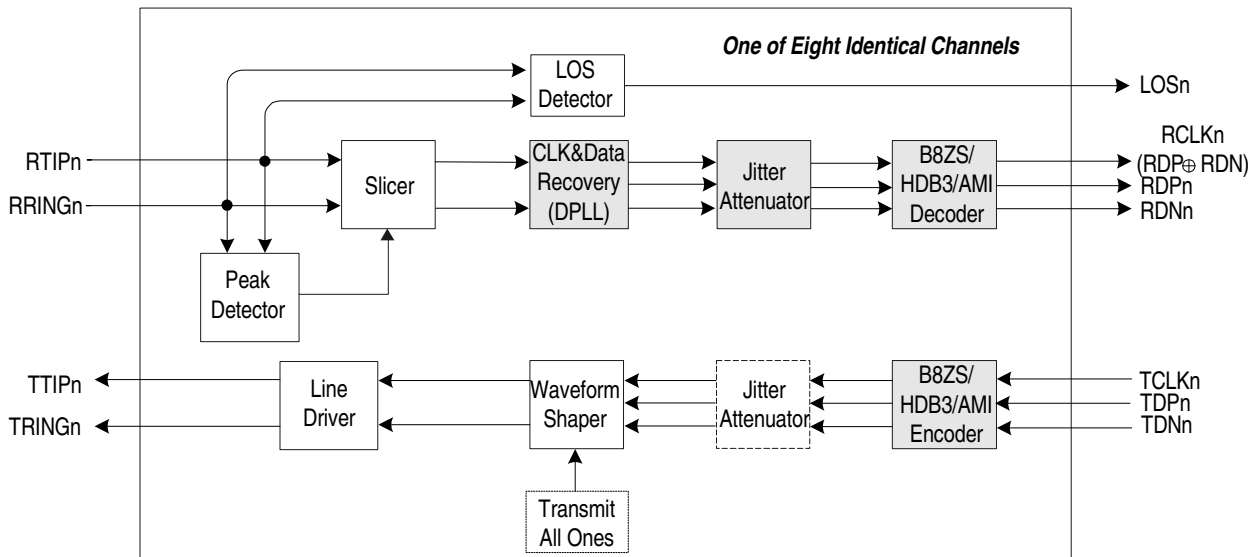 One of Eight Identical Channels
LOS
Detector
LOSn
RTIPn
RRINGn
Slicer
CLK&Data
Recovery
(DPLL)
Jitter
Attenuator
B8ZS/
HDB3/AMI
Decoder
RCLKn
(RDP⊕ RDN)
RDPn
RDNn
Peak
Detector
TTIPn
TRINGn
Line
Driver
Waveform
Shaper
Jitter
Attenuator
B8ZS/
HDB3/AMI
Encoder
TCLKn
TDPn
TDNn
Transmit
All Ones